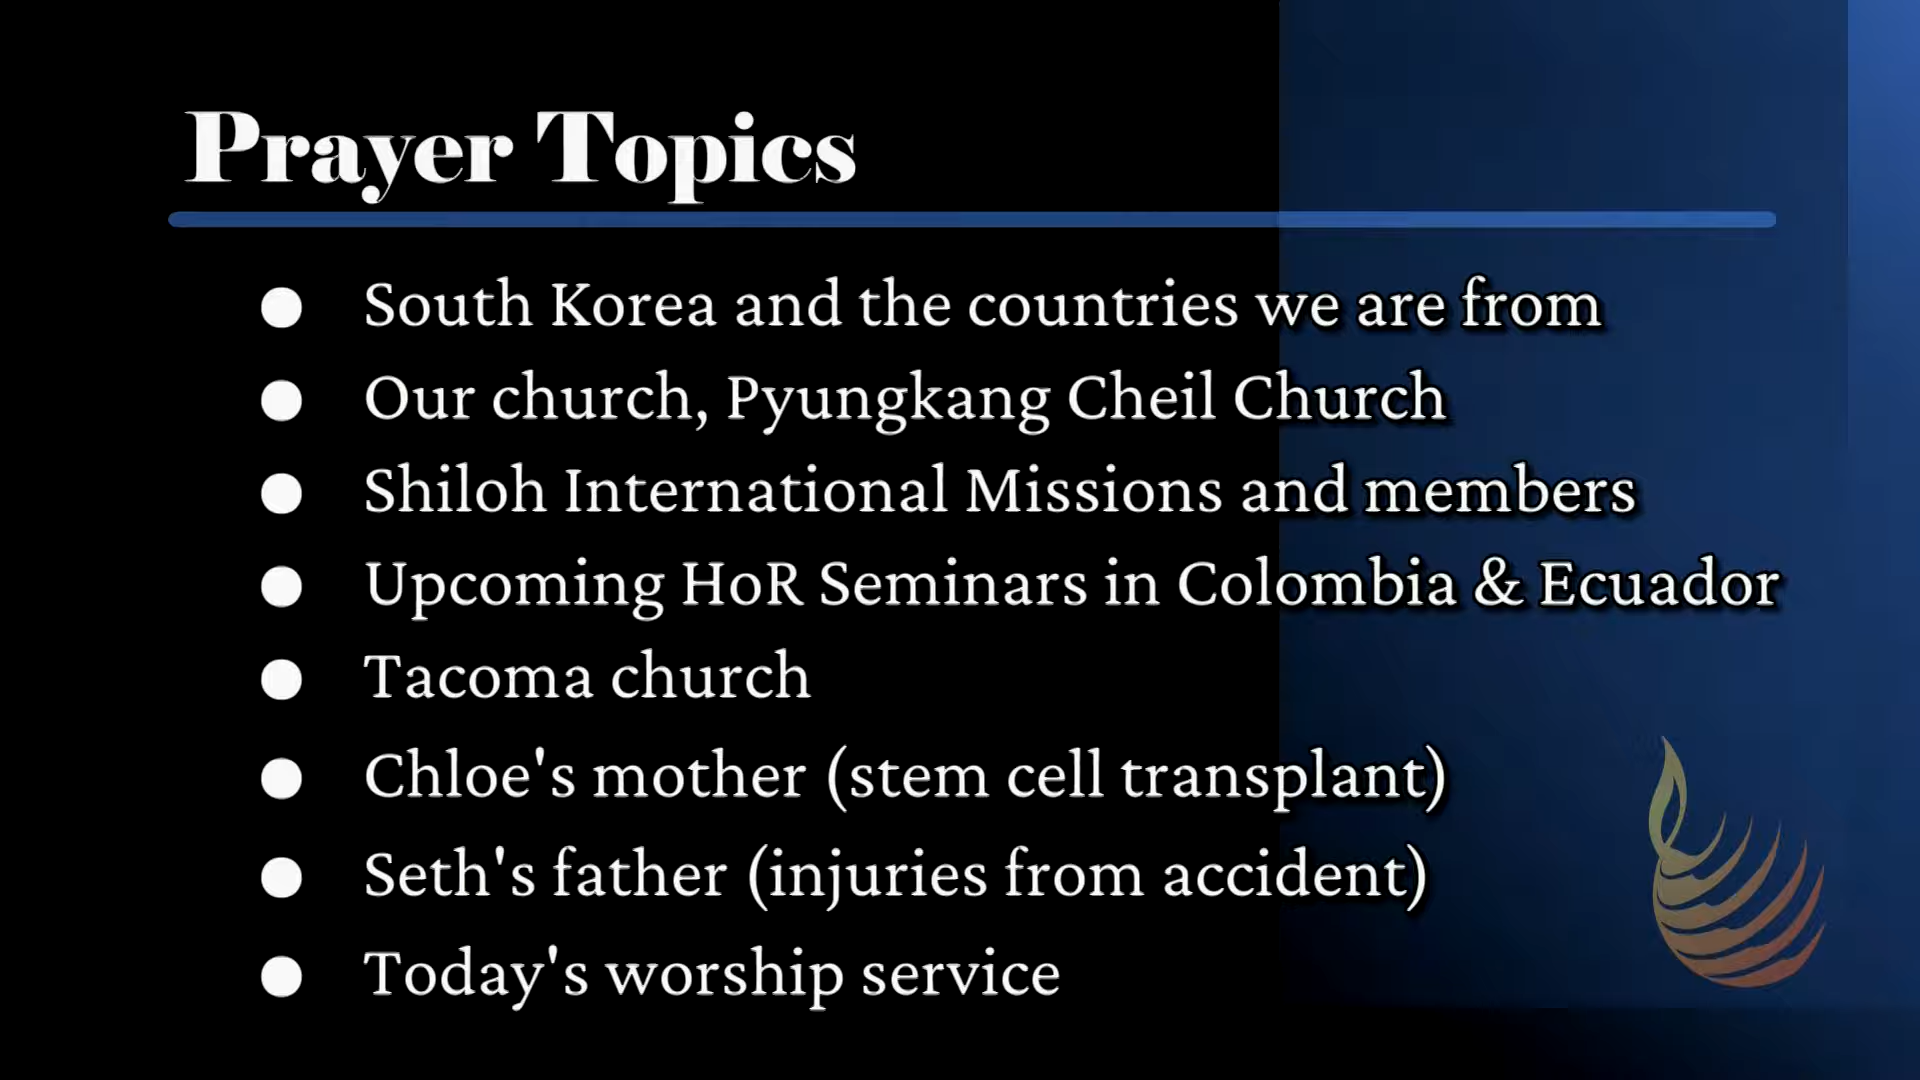 Prayer Topics
● South Korea and the countries we are from
● Our church, Pyungkang Cheil Church
● Shiloh International Missions and members
● Upcoming HoR Seminars in Colombia & Ecuador
● Tacoma church
● Chloe's mother (stem cell transplant)
● Seth's father (injuries from accident)
● Today's worship service